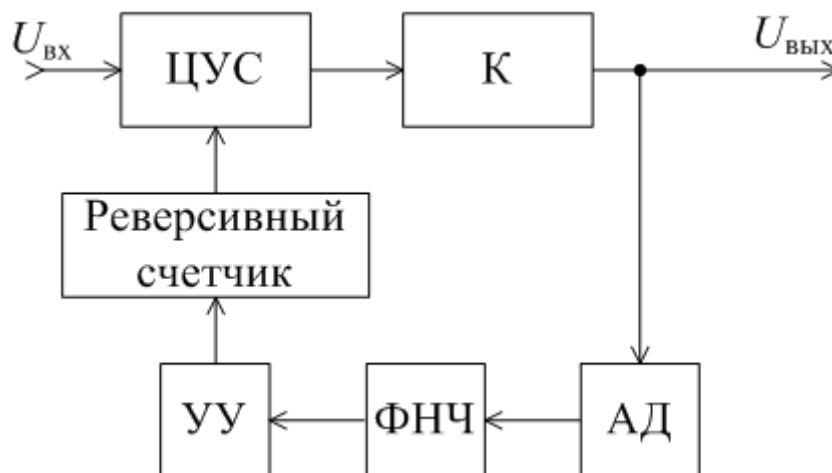 Uвх
ЦУС
К
Uвых
Реверсивный
счетчик
УУ
ФНЧ
АД